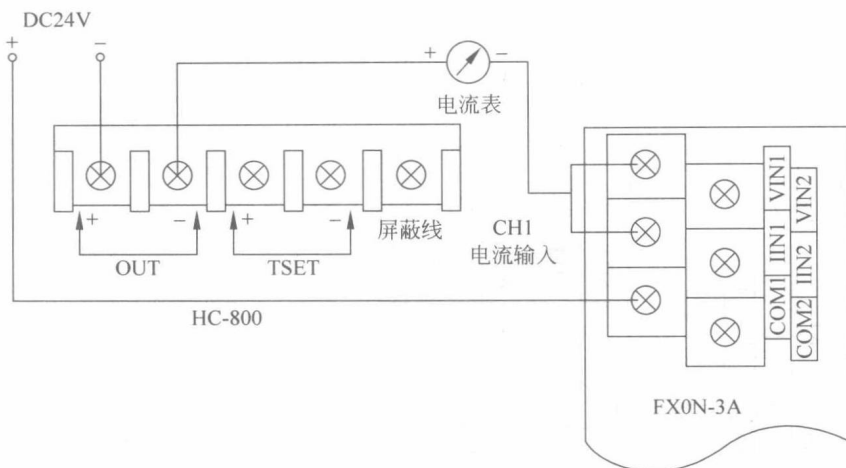 DC24V
+ −
+ −
电流表
+ − + − 屏蔽线
OUT TSET
HC-800
CH1
电流输入
VIN1
VIN2
IIN1
IIN2
COM1
COM2
FX0N-3A